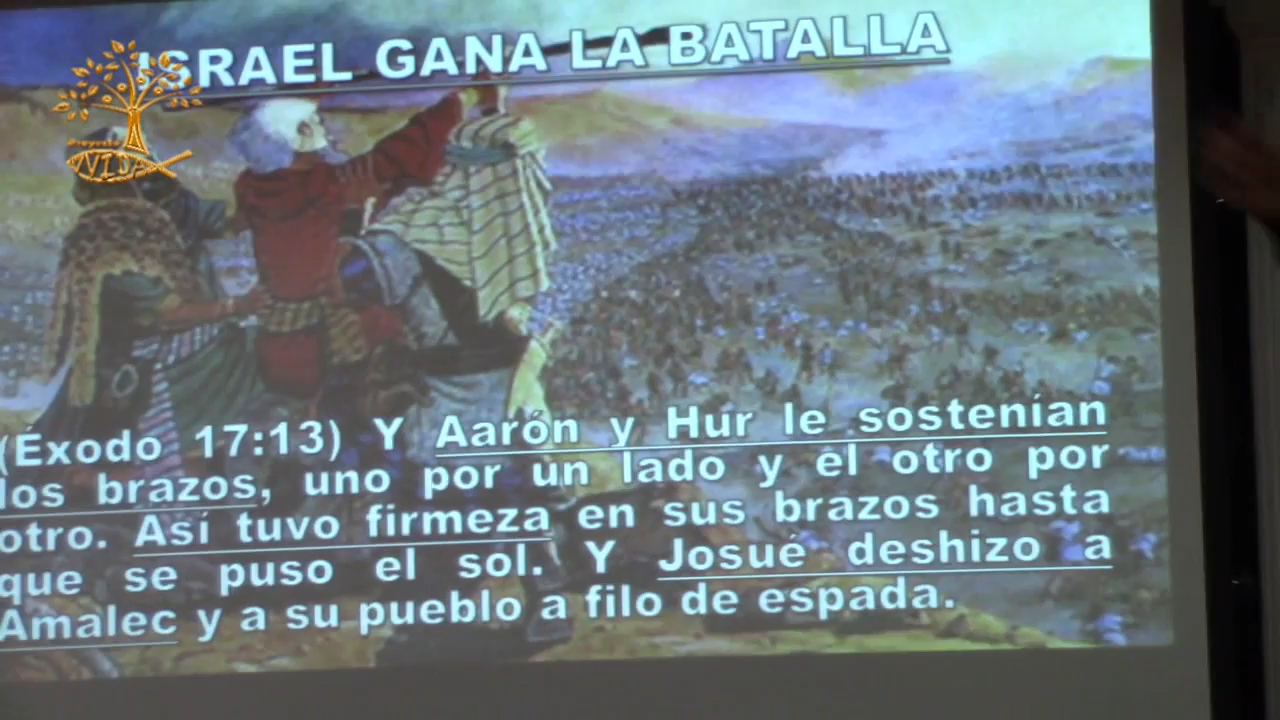 ISRAEL GANA LA BATALLA
Proyecto
VIDA
(Éxodo 17:13) Y Aarón y Hur le sostenían
los brazos, uno por un lado y el otro por
otro. Así tuvo firmeza en sus brazos hasta
que se puso el sol. Y Josué deshizo a
Amalec y a su pueblo a filo de espada.